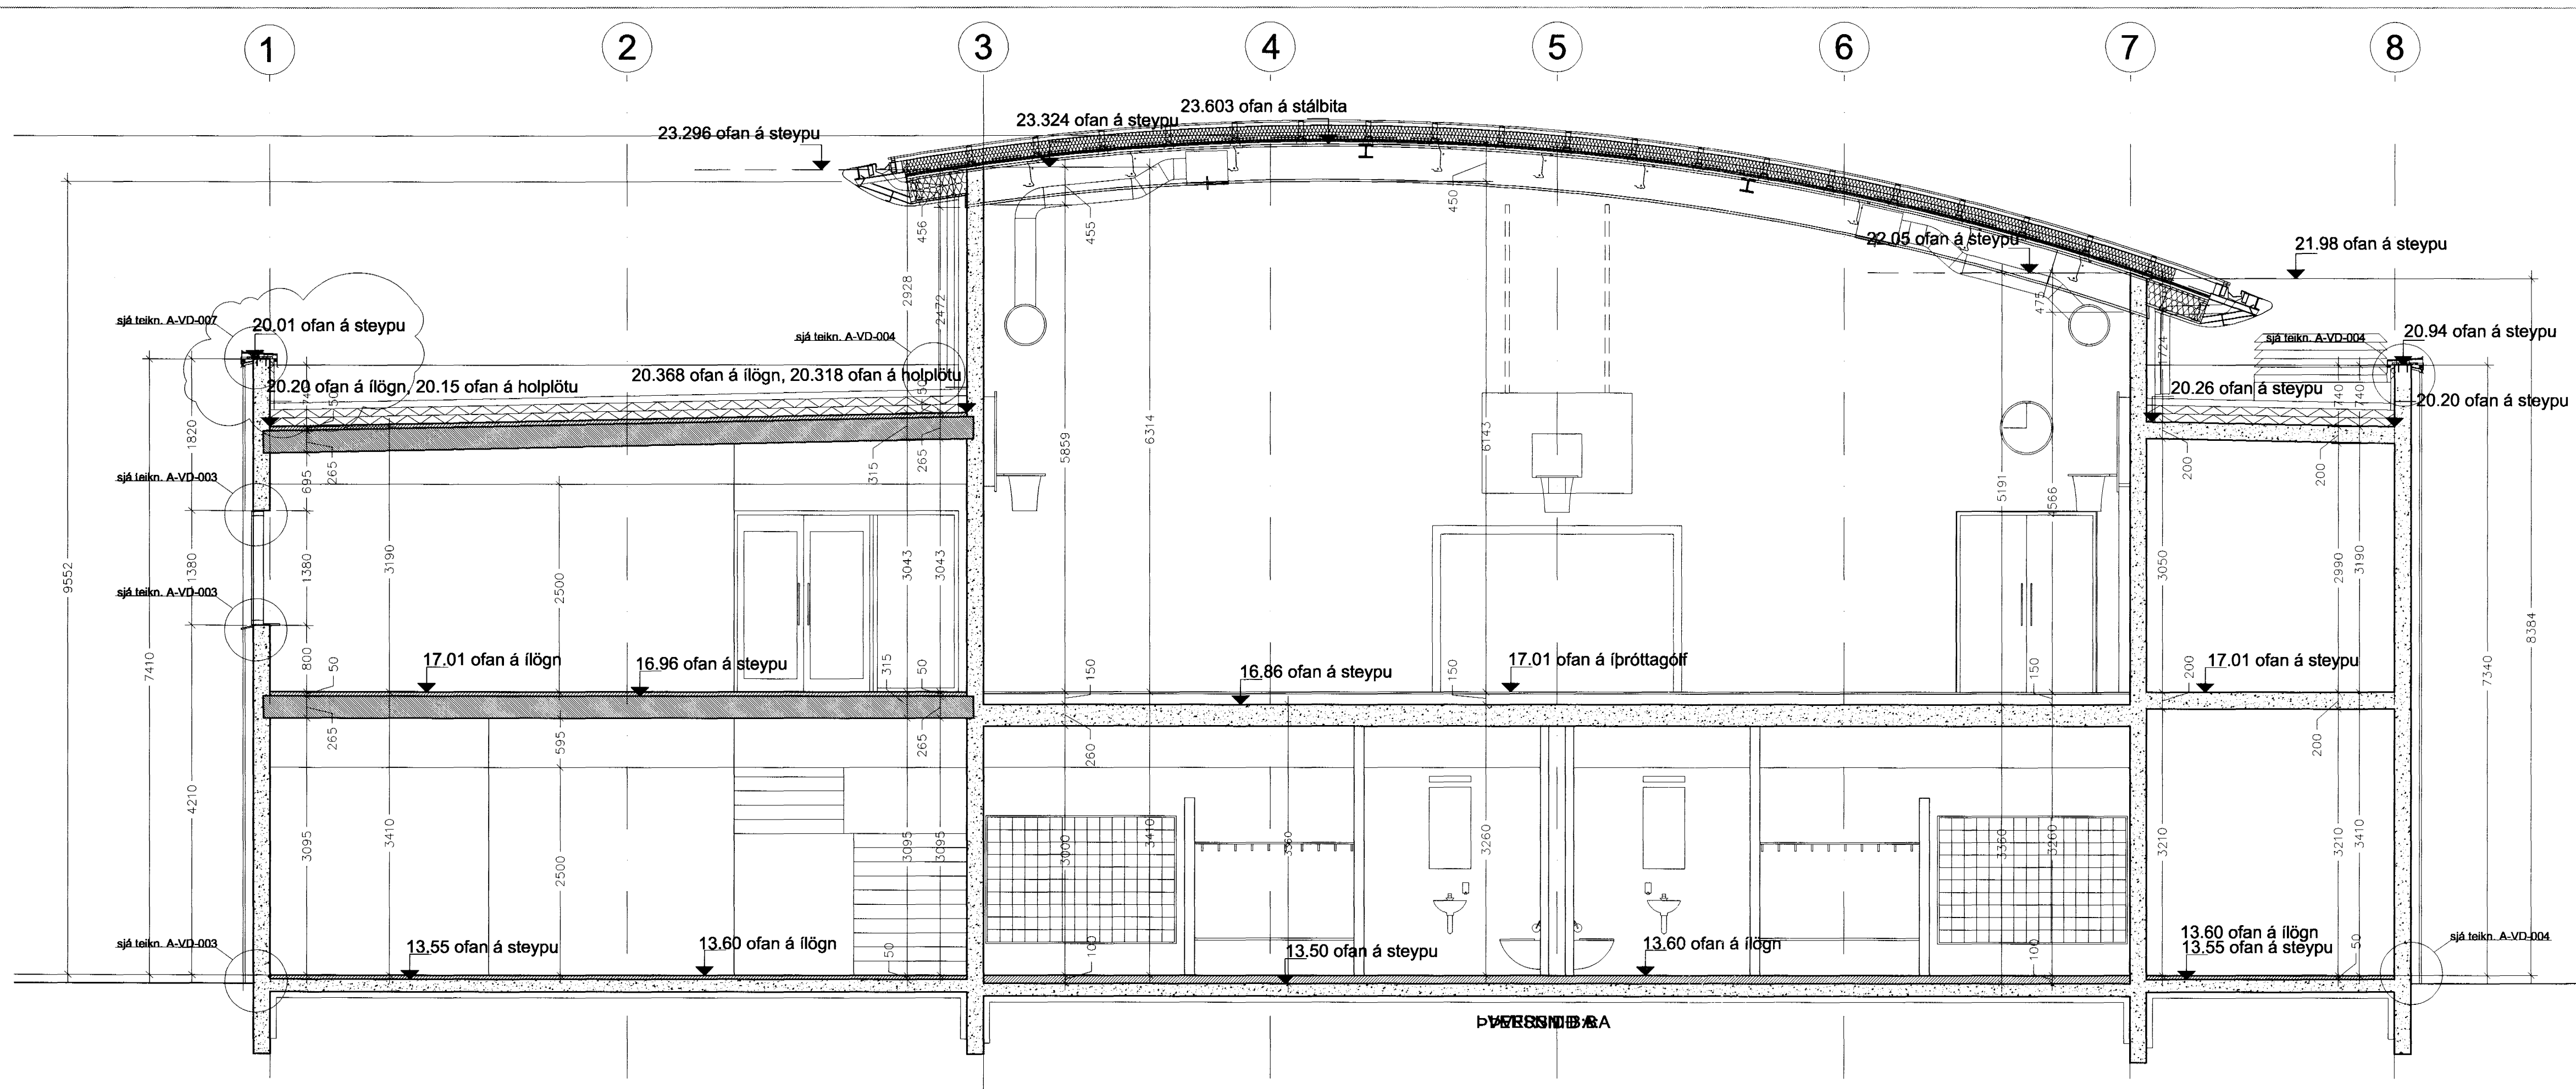 1 2 3 4 5 6 7 8
23.603 ofan á stálbita
23.324 ofan á steypu
23.296 ofan á steypu
450
455
456
22.05 ofan á steypu
21.98 ofan á steypu
2928
2472
475
sjá teikn. A-VD-007
20.01 ofan á steypu
sjá teikn. A-VD-004
sjá teikn. A-VD-004
20.94 ofan á steypu
1724
20.20 ofan á ílögn, 20.15 ofan á holplötu
20.368 ofan á ílögn, 20.318 ofan á holplötu
20.26 ofan á steypu
20.20 ofan á steypu
50
50
740
740
1820
695
265
315
265
5859
6314
6143
200
200
sjá teikn. A-VD-003
5191
4566
9552
7410
1380
1380
3190
2500
3043
3043
3050
2990
3190
8384
7340
sjá teikn. A-VD-003
800
50
17.01 ofan á ílögn
16.96 ofan á steypu
315
50
150
16.86 ofan á steypu
150
17.01 ofan á íþróttagólf
150
200
17.01 ofan á steypu
265
595
265
260
200
4210
3095
3410
2500
3095
3095
3000
3410
3360
3260
3360
3260
3210
3210
3410
sjá teikn. A-VD-003
13.55 ofan á steypu
13.60 ofan á ílögn
50
100
13.50 ofan á steypu
13.60 ofan á ílögn
100
13.60 ofan á ílögn
13.55 ofan á steypu
50
sjá teikn. A-VD-004